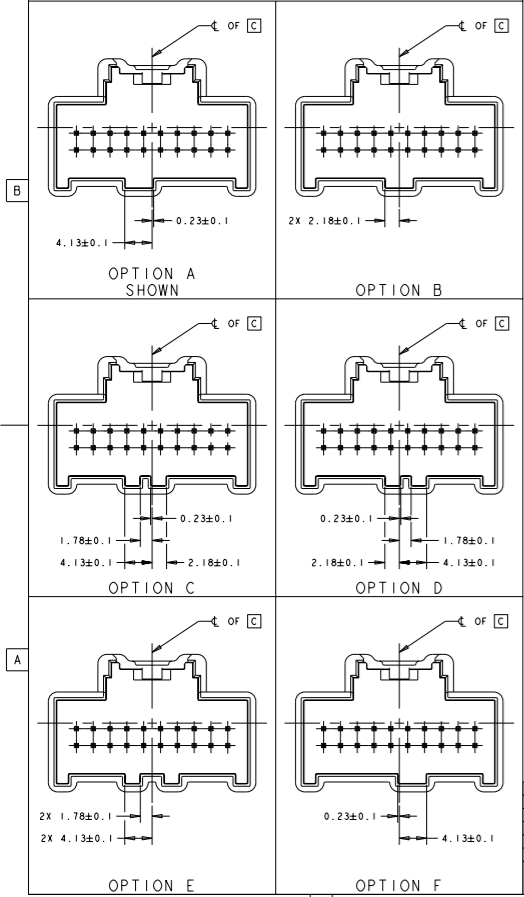 ℄ OF C
℄ OF C
B
0.23±0.1
4.13±0.1
2X 2.18±0.1
OPTION A
SHOWN
OPTION B
℄ OF C
℄ OF C
0.23±0.1
1.78±0.1
4.13±0.1
2.18±0.1
0.23±0.1
1.78±0.1
2.18±0.1
4.13±0.1
OPTION C
OPTION D
℄ OF C
℄ OF C
A
2X 1.78±0.1
2X 4.13±0.1
0.23±0.1
4.13±0.1
OPTION E
OPTION F